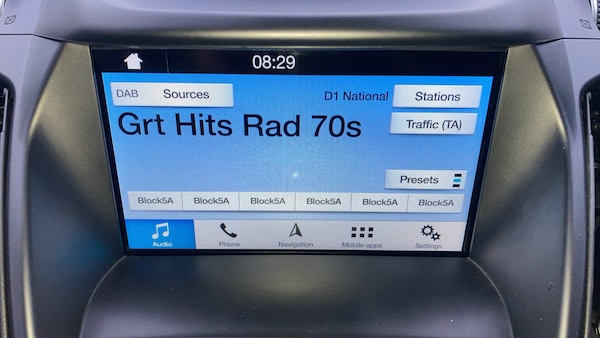 08:29
DAB Sources D1 National Stations
Grt Hits Rad 70s
Traffic (TA)
Presets
Block5A Block5A Block5A Block5A Block5A Block5A
Audio Phone Navigation Mobile apps Settings